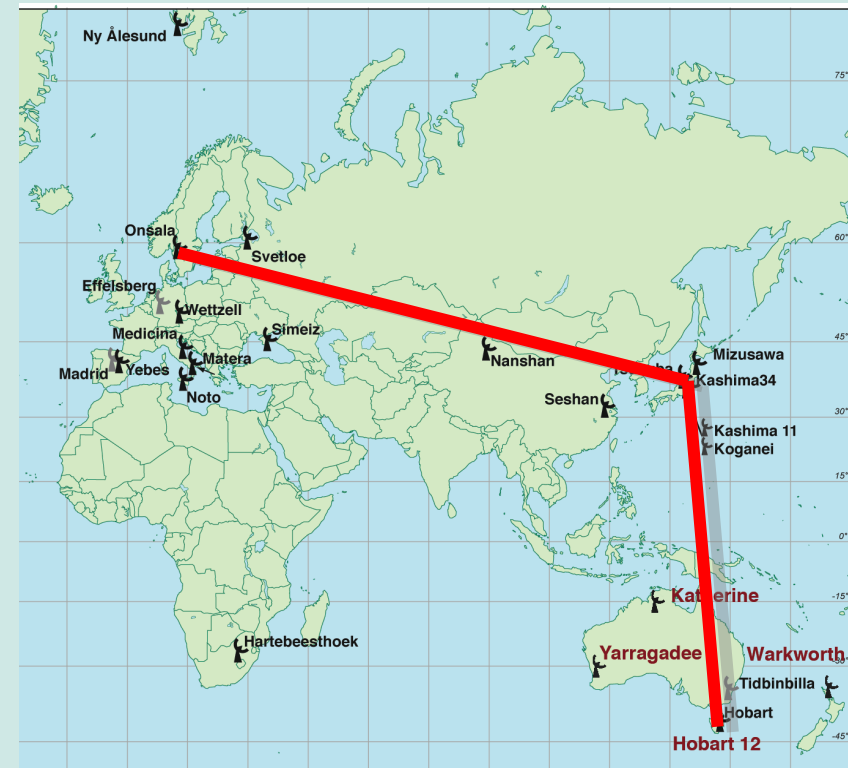 Ny Ålesund
75°
Onsala
60°
Svetloe
Effelsberg
Wettzell
Simeiz
Medicina
45°
Mizusawa
Matera
Nanshan
Madrid
Yebes
Kashima34
Noto
Seshan
30°
Kashima 11
Koganei
15°
0°
Katherine
-15°
Hartebeesthoek
Yarragadee
Warkworth
Tidbinbilla
Hobart
-45°
Hobart 12